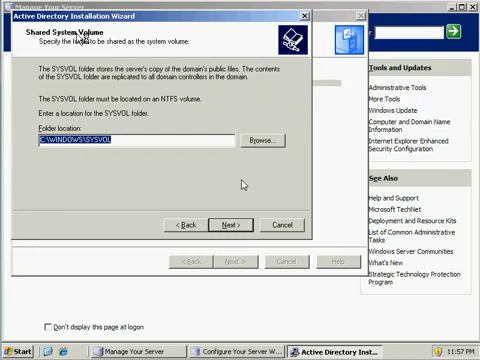 Manage Your Server
Active Directory Installation Wizard
Shared System Volume
Specify the folder to be shared as the system volume.
The SYSVOL folder stores the server's copy of the domain's public files. The contents
of the SYSVOL folder are replicated to all domain controllers in the domain.
The SYSVOL folder must be located on an NTFS volume.
Enter a location for the SYSVOL folder.
Folder location:
C:\WINDOWS\SYSVOL
Browse...
< Back
Next >
Cancel
< Back
Next >
Cancel
Help
Tools and Updates
Administrative Tools
More Tools
Windows Update
Computer and Domain Name
Information
Internet Explorer Enhanced
Security Configuration
See Also
Help and Support
Microsoft TechNet
Deployment and Resource Kits
List of Common Administrative
Tasks
Windows Server Communities
What's New
Strategic Technology Protection
Program
Don't display this page at logon
Start
Manage Your Server
Configure Your Server W...
Active Directory Inst...
11:57 PM